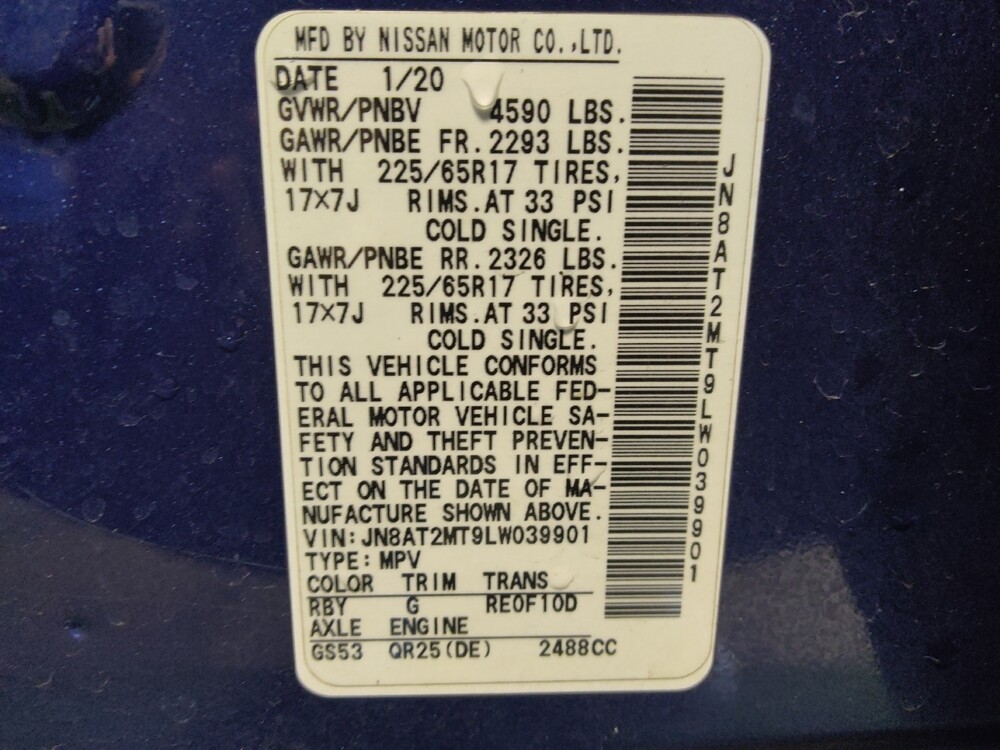 MFD BY NISSAN MOTOR CO.,LTD.
DATE 1/20
GVWR/PNBV 4590 LBS.
GAWR/PNBE FR. 2293 LBS.
WITH 225/65R17 TIRES,
17×7J RIMS.AT 33 PSI
COLD SINGLE.
GAWR/PNBE RR. 2326 LBS.
WITH 225/65R17 TIRES,
17×7J RIMS.AT 33 PSI
COLD SINGLE.
THIS VEHICLE CONFORMS
TO ALL APPLICABLE FED-
ERAL MOTOR VEHICLE SA-
FETY AND THEFT PREVEN-
TION STANDARDS IN EFF-
ECT ON THE DATE OF MA-
NUFACTURE SHOWN ABOVE.
VIN: JN8AT2MT9LW039901
TYPE: MPV
COLOR TRIM TRANS
RBY G RE0F10D
AXLE ENGINE
GS53 QR25(DE) 2488CC
JN8AT2MT9LW039901